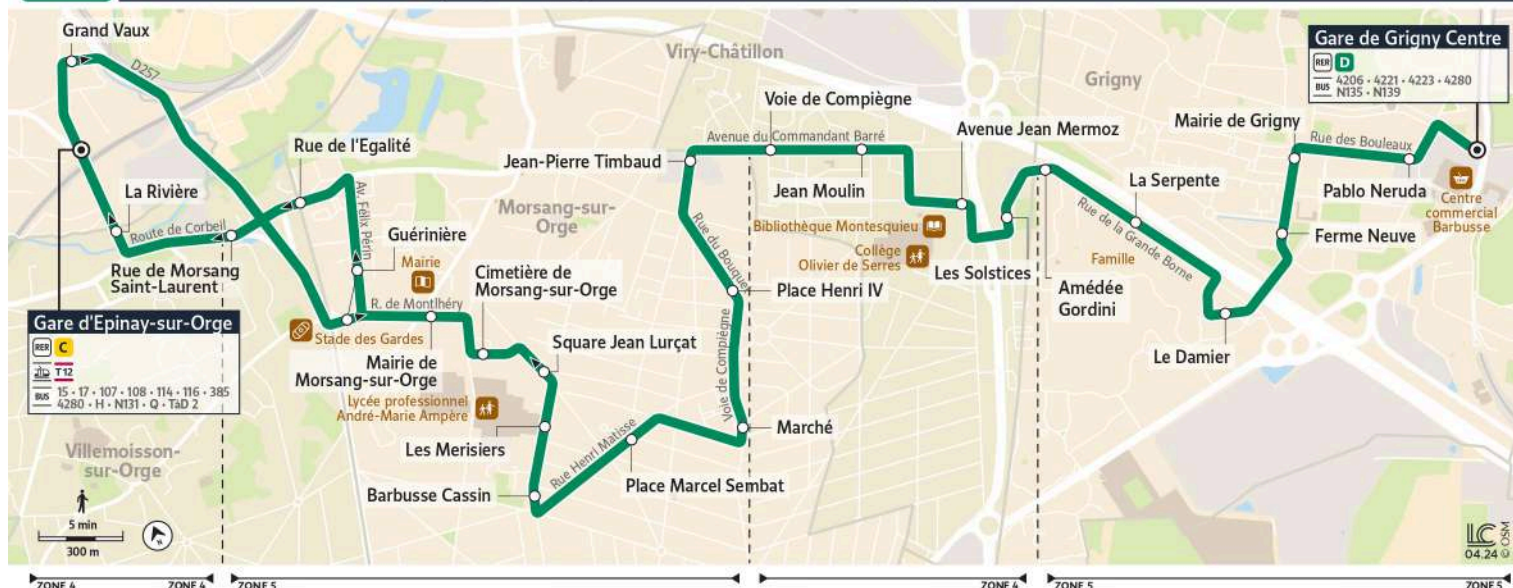 Grand Vaux
D257
Viry-Châtillon
Grigny
Gare de Grigny Centre
RER D
BUS 4206 • 4221 • 4223 • 4280
N135 • N139
Voie de Compiègne
Avenue du Commandant Barré
Avenue Jean Mermoz
Mairie de Grigny
Rue des Bouleaux
Rue de l'Egalité
Jean-Pierre Timbaud
Jean Moulin
La Serpente
Pablo Neruda
Centre
commercial
Barbusse
La Rivière
Route de Corbeil
Av. Félix Périn
Morsang-sur-
Orge
Rue du Bouquet
Bibliothèque Montesquieu
Collège
Olivier de Serres
Rue de la Grande Borne
Famille
Ferme Neuve
Guérinière
Mairie
Rue de Morsang
Saint-Laurent
Cimetière de
Morsang-sur-Orge
Place Henri IV
Les Solstices
Amédée
Gordini
R. de Montlhéry
Gare d'Epinay-sur-Orge
RER C
T12
BUS 15 • 17 • 107 • 108 • 114 • 116 • 385
4280 • H • N131 • Q • TàD 2
Stade des Gardes
Mairie de
Morsang-sur-Orge
Square Jean Lurçat
Voie de Compiègne
Le Damier
Lycée professionnel
André-Marie Ampère
Les Merisiers
Rue Henri Matisse
Marché
Villemoisson-
sur-Orge
Barbusse Cassin
Place Marcel Sembat
5 min
300 m
LC
04.24 © OSM
ZONE 4 ZONE 4 ZONE 5 ZONE 4 ZONE 5 ZONE 5